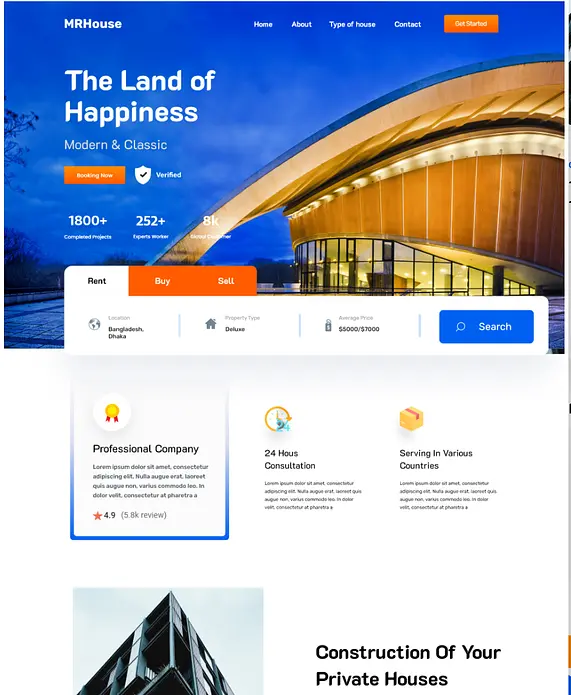 MRHouse
Home About Type of house Contact Get Started
The Land of
Happiness
Modern & Classic
Booking Now Verified
1800+ 252+ 8k
Completed Projects Experts Worker Global
Rent Buy Sell
Location Property Type Average Price
Bangladesh, Deluxe $5000/$7000 Search
Dhaka
Professional Company
Lorem ipsum dolor sit amet, consectetur
adipiscing elit. Nulla augue erat, laoreet
quis augue non, varius commodo leo. In
dolor velit, consectetur at pharetra a
4.9 (5.8k review)
24 Hous
Consultation
Lorem ipsum dolor sit amet, consectetur
adipiscing elit. Nulla augue erat, laoreet quis
augue non, varius commodo leo. In dolor
velit, consectetur at pharetra a
Serving In Various
Countries
Lorem ipsum dolor sit amet, consectetur
adipiscing elit. Nulla augue erat, laoreet quis
augue non, varius commodo leo. In dolor
velit, consectetur at pharetra a
Construction Of Your
Private Houses